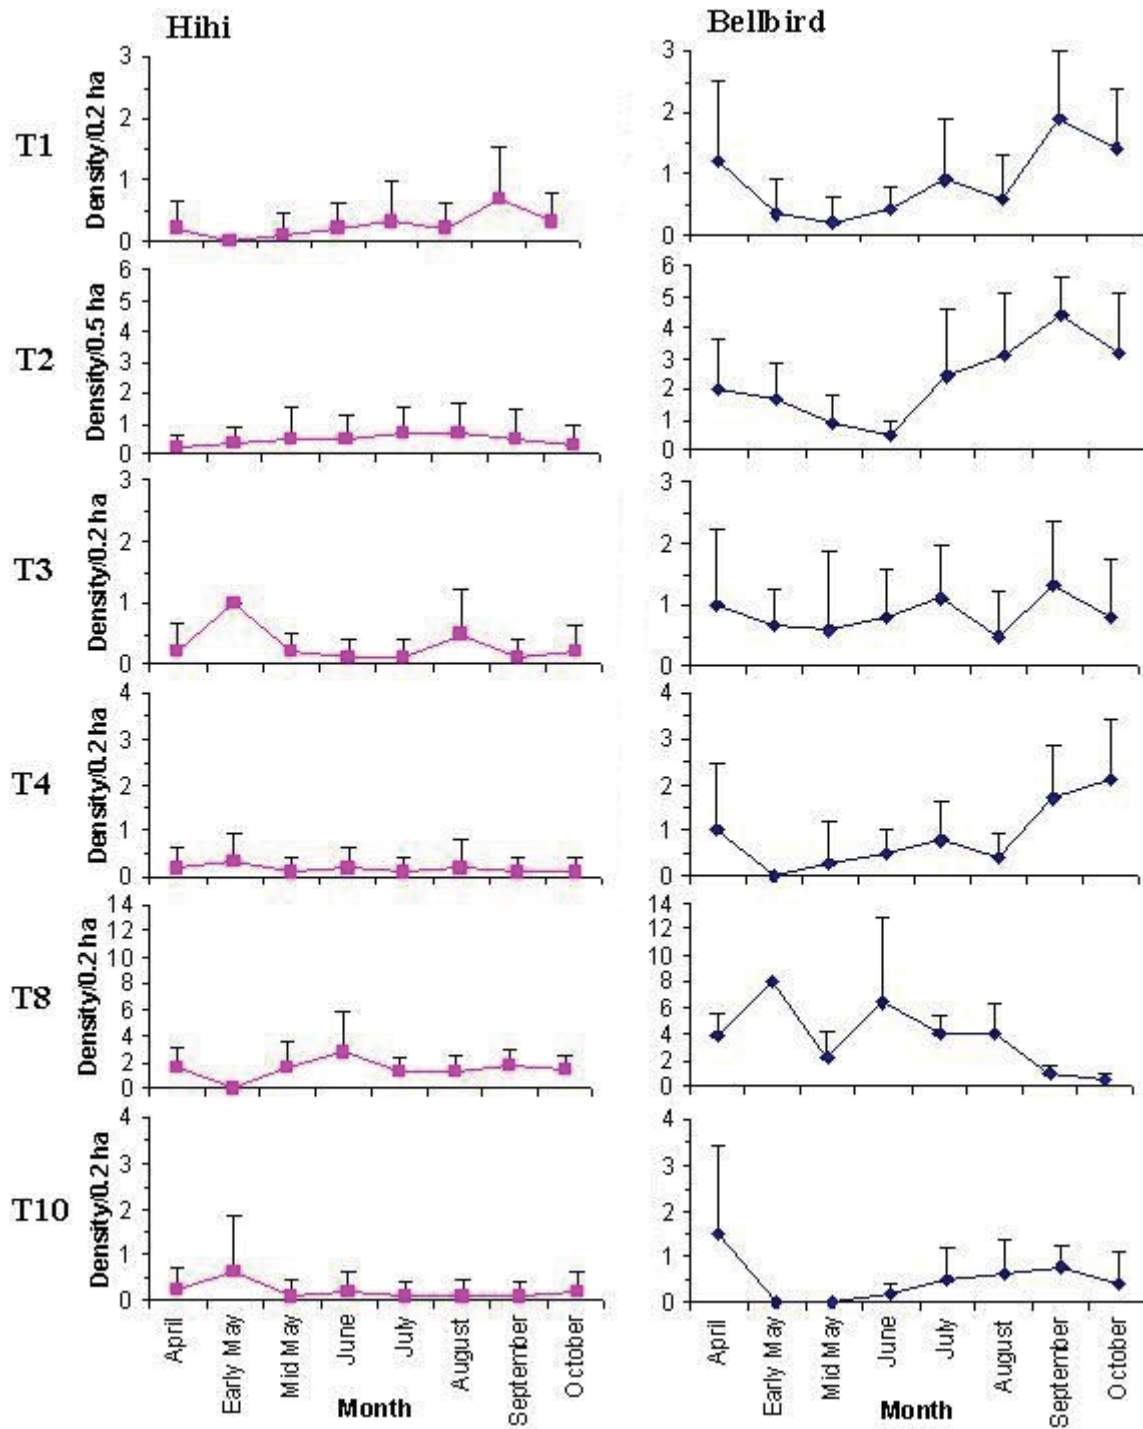 Hihi
Bellbird
T1
Density/0.2 ha
3
2
1
0
3
2
1
0
T2
Density/0.5 ha
6
5
4
3
2
1
0
6
5
4
3
2
1
0
T3
Density/0.2 ha
3
2
1
0
3
2
1
0
T4
Density/0.2 ha
4
3
2
1
0
4
3
2
1
0
T8
Density/0.2 ha
14
12
10
8
6
4
2
0
14
12
10
8
6
4
2
0
T10
Density/0.2 ha
4
3
2
1
0
4
3
2
1
0
April
Early May
Mid May
June
July
August
September
October
Month
April
Early May
Mid May
June
July
August
September
October
Month